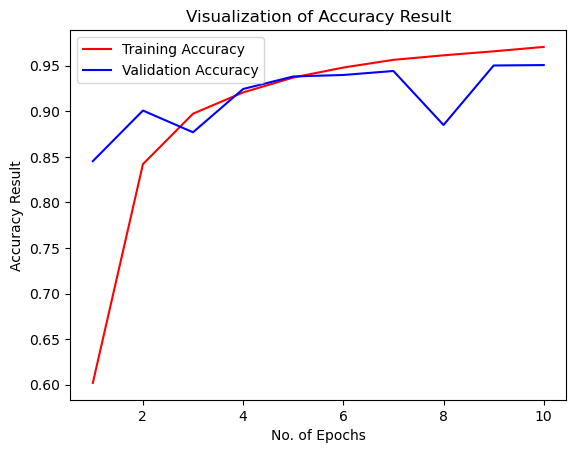 Visualization of Accuracy Result
Training Accuracy
Validation Accuracy
Accuracy Result
0.95
0.90
0.85
0.80
0.75
0.70
0.65
0.60
2 4 6 8 10
No. of Epochs